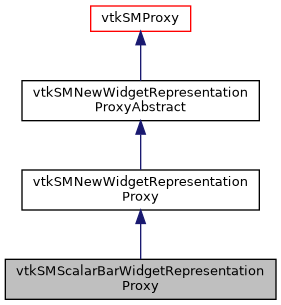 vtkSMProxy
vtkSMNewWidgetRepresentation
ProxyAbstract
vtkSMNewWidgetRepresentation
Proxy
vtkSMScalarBarWidgetRepresentation
Proxy